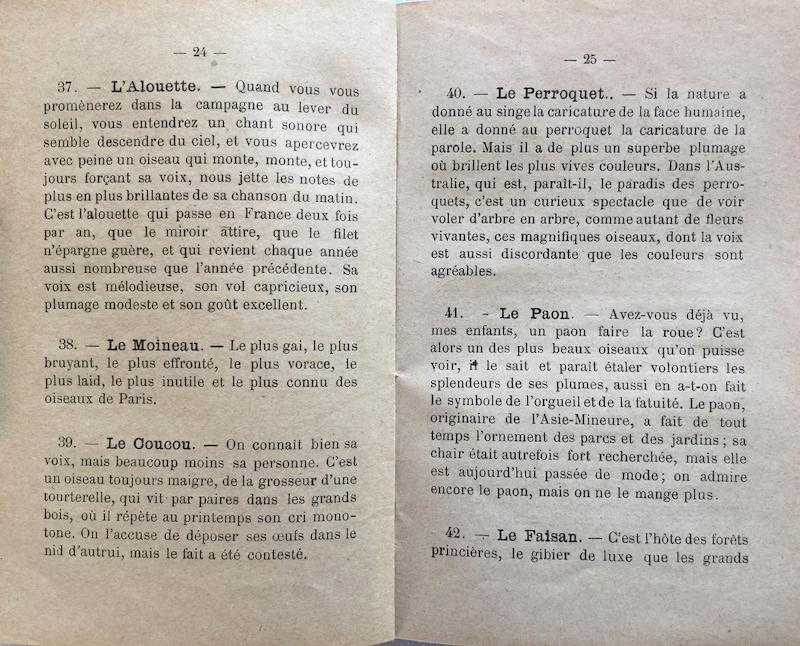 — 24 —
37. — L'Alouette. — Quand vous vous
promènerez dans la campagne au lever du
soleil, vous entendrez un chant sonore qui
semble descendre du ciel, et vous apercevrez
avec peine un oiseau qui monte, monte, et tou-
jours forçant sa voix, nous jette les notes de
plus en plus brillantes de sa chanson du matin.
C'est l'alouette qui passe en France deux fois
par an, que le miroir attire, que le filet
n'épargne guère, et qui revient chaque année
aussi nombreuse que l'année précédente. Sa
voix est mélodieuse, son vol capricieux, son
plumage modeste et son goût excellent.
38. — Le Moineau. — Le plus gai, le plus
bruyant, le plus effronté, le plus vorace, le
plus laid, le plus inutile et le plus connu des
oiseaux de Paris.
39. — Le Coucou. — On connaît bien sa
voix, mais beaucoup moins sa personne. C'est
un oiseau toujours maigre, de la grosseur d'une
tourterelle, qui vit par paires dans les grands
bois, où il répète au printemps son cri mono-
tone. On l'accuse de déposer ses œufs dans le
nid d'autrui, mais le fait a été contesté.
— 25 —
40. — Le Perroquet.. — Si la nature a
donné au singe la caricature de la face humaine,
elle a donné au perroquet la caricature de la
parole. Mais il a de plus un superbe plumage
où brillent les plus vives couleurs. Dans l'Aus-
tralie, qui est, paraît-il, le paradis des perro-
quets, c'est un curieux spectacle que de voir
voler d'arbre en arbre, comme autant de fleurs
vivantes, ces magnifiques oiseaux, dont la voix
est aussi discordante que les couleurs sont
agréables.
41. - Le Paon. — Avez-vous déjà vu,
mes enfants, un paon faire la roue? C'est
alors un des plus beaux oiseaux qu'on puisse
voir, il le sait et paraît étaler volontiers les
splendeurs de ses plumes, aussi en a-t-on fait
le symbole de l'orgueil et de la fatuité. Le paon,
originaire de l'Asie-Mineure, a fait de tout
temps l'ornement des parcs et des jardins; sa
chair était autrefois fort recherchée, mais elle
est aujourd'hui passée de mode; on admire
encore le paon, mais on ne le mange plus.
42. — Le Faisan. — C'est l'hôte des forêts
princières, le gibier de luxe que les grands